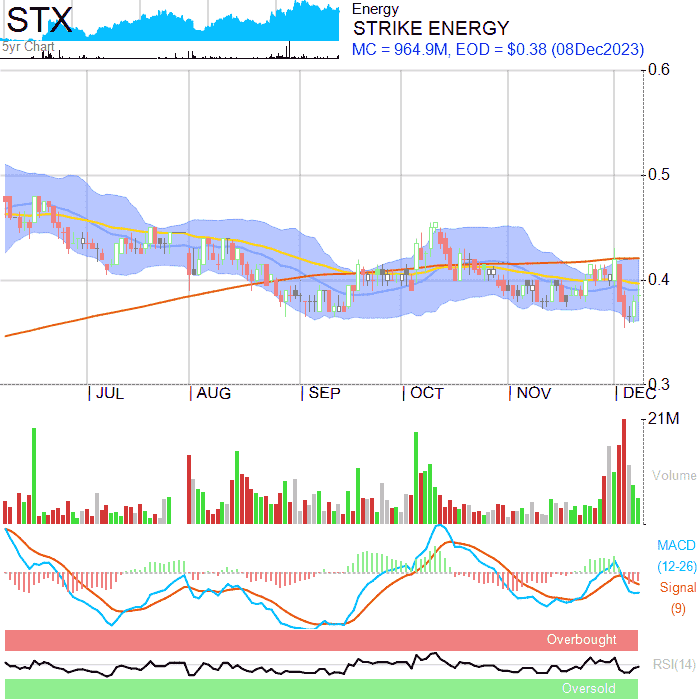 STX
5yr Chart
Energy
STRIKE ENERGY
MC = 964.9M, EOD = $0.38 (08Dec2023)
0.6
0.5
0.4
0.3
JUL AUG SEP OCT NOV DEC
21M
Volume
MACD
(12-26)
Signal
(9)
Overbought
RSI(14)
Oversold